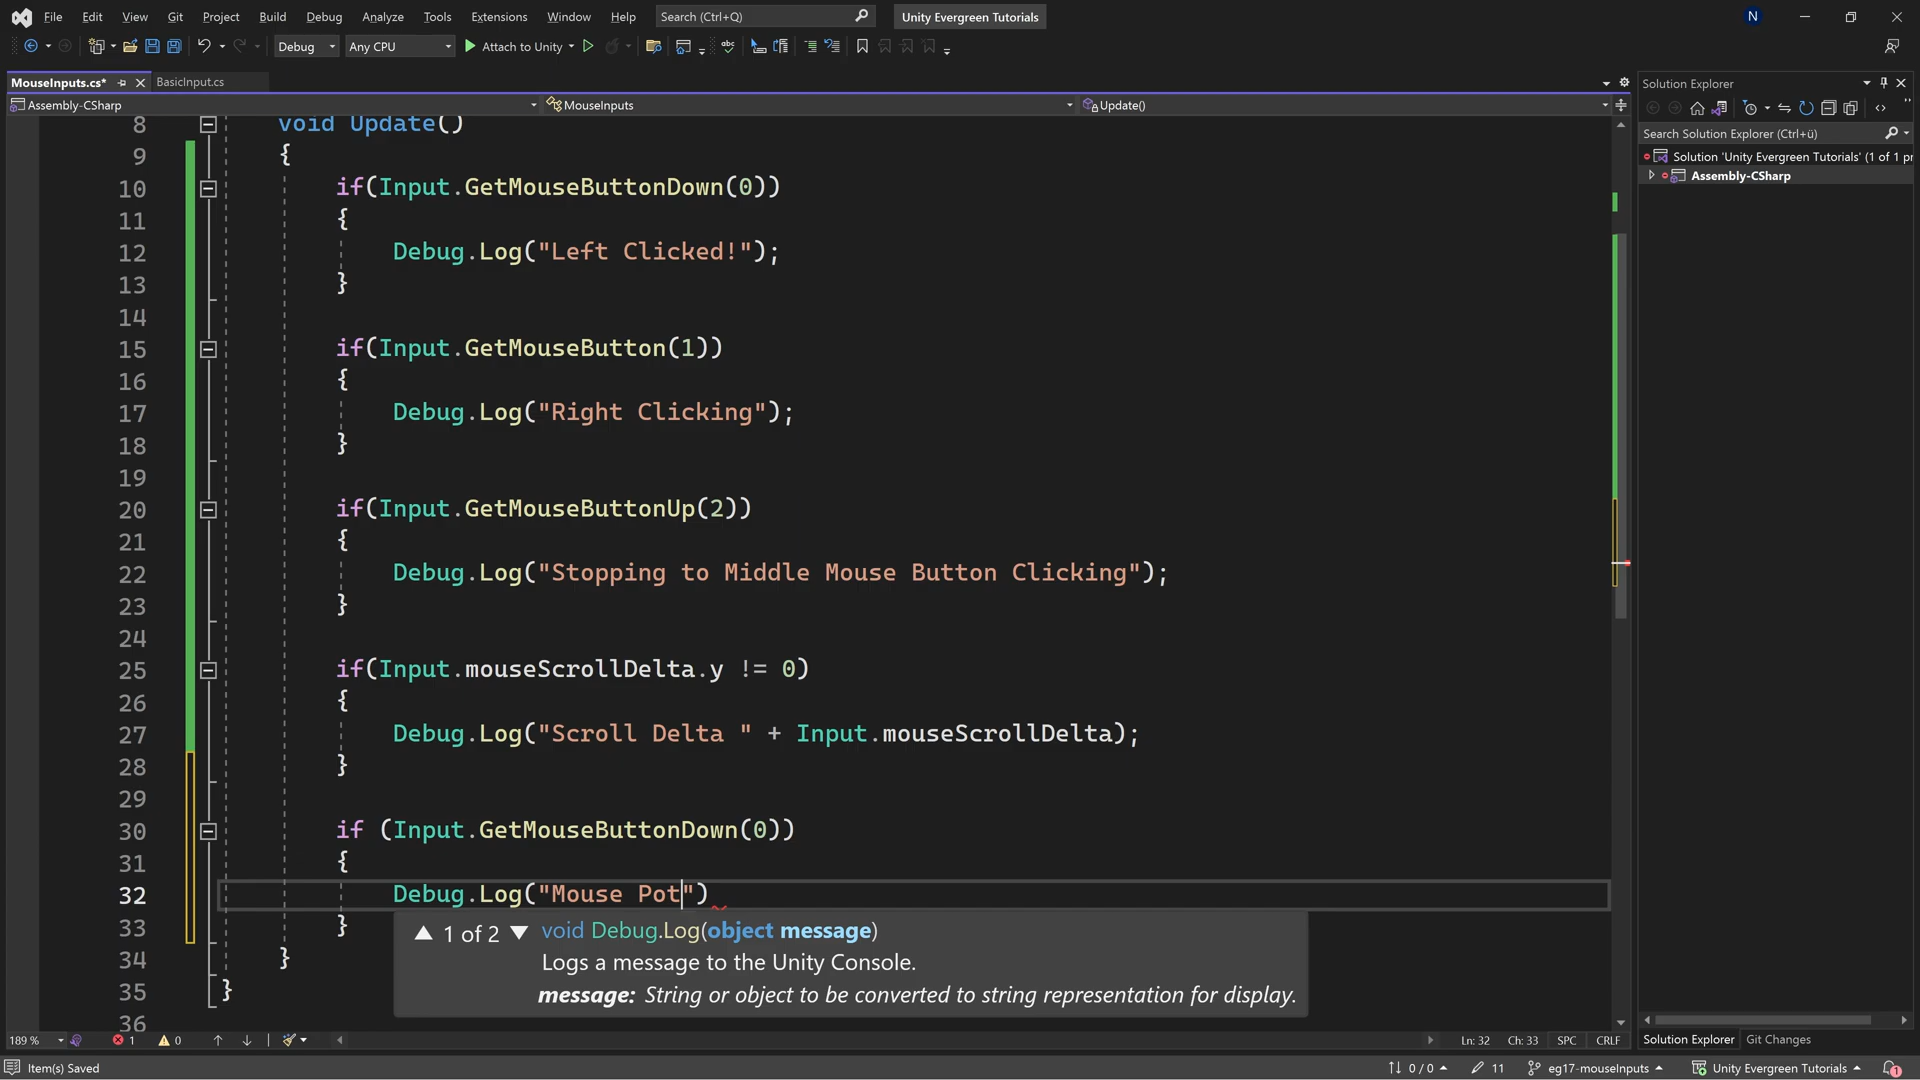 File Edit View Git Project Build Debug Test Analyze Tools Extensions Window Help Search (Ctrl+Q) Unity Evergreen Tutorials N
Debug Any CPU Attach to Unity
MouseInputs.cs* BasicInput.cs
Assembly-CSharp MouseInputs Update()
8 void Update()
9 {
10 if(Input.GetMouseButtonDown(0))
11 {
12 Debug.Log("Left Clicked!");
13 }
14
15 if(Input.GetMouseButton(1))
16 {
17 Debug.Log("Right Clicking");
18 }
19
20 if(Input.GetMouseButtonUp(2))
21 {
22 Debug.Log("Stopping to Middle Mouse Button Clicking");
23 }
24
25 if(Input.mouseScrollDelta.y != 0)
26 {
27 Debug.Log("Scroll Delta " + Input.mouseScrollDelta);
28 }
29
30 if (Input.GetMouseButtonDown(0))
31 {
32 Debug.Log("Mouse Pot")
33 }
34 }
35 }
36
1 of 2 void Debug.Log(object message)
Logs a message to the Unity Console.
message: String or object to be converted to string representation for display.
Solution Explorer
Search Solution Explorer (Ctrl+ü)
Solution 'Unity Evergreen Tutorials' (1 of 1 pr
Assembly-CSharp
Solution Explorer Git Changes
189 % 1 0 Ln: 32 Ch: 33 SPC CRLF
Item(s) Saved 0 / 0 11 eg17-mouseInputs Unity Evergreen Tutorials 1